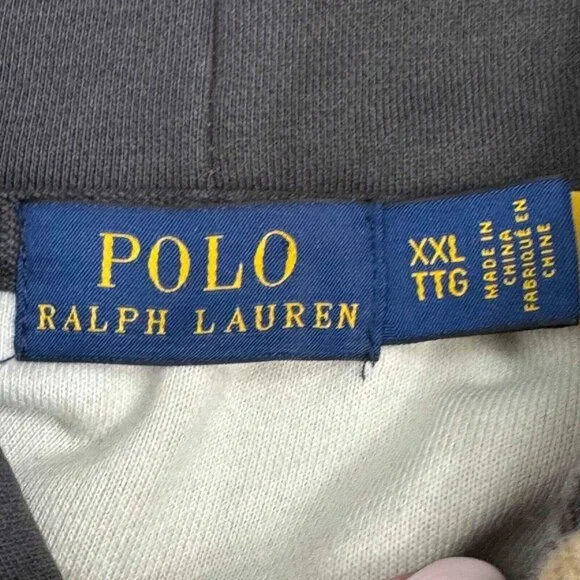 POLO
RALPH LAUREN
XXL
TTG
MADE IN
CHINA
FABRIQUÉ EN
CHINE